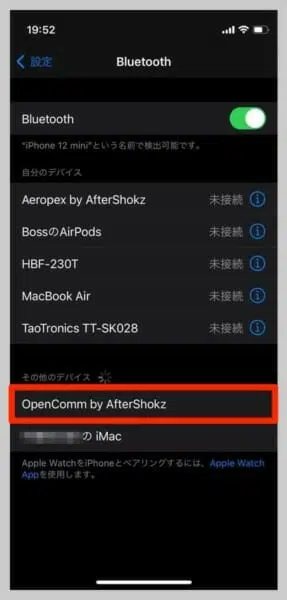 19:52
設定
Bluetooth
Bluetooth
"iPhone 12 mini"という名前で検出可能です。
自分のデバイス
Aeropex by AfterShokz 未接続
BossのAirPods 未接続
HBF-230T 未接続
MacBook Air 未接続
TaoTronics TT-SK028 未接続
その他のデバイス
OpenComm by AfterShokz
の iMac
Apple WatchをiPhoneとペアリングするには、Apple Watch
Appを使用します。